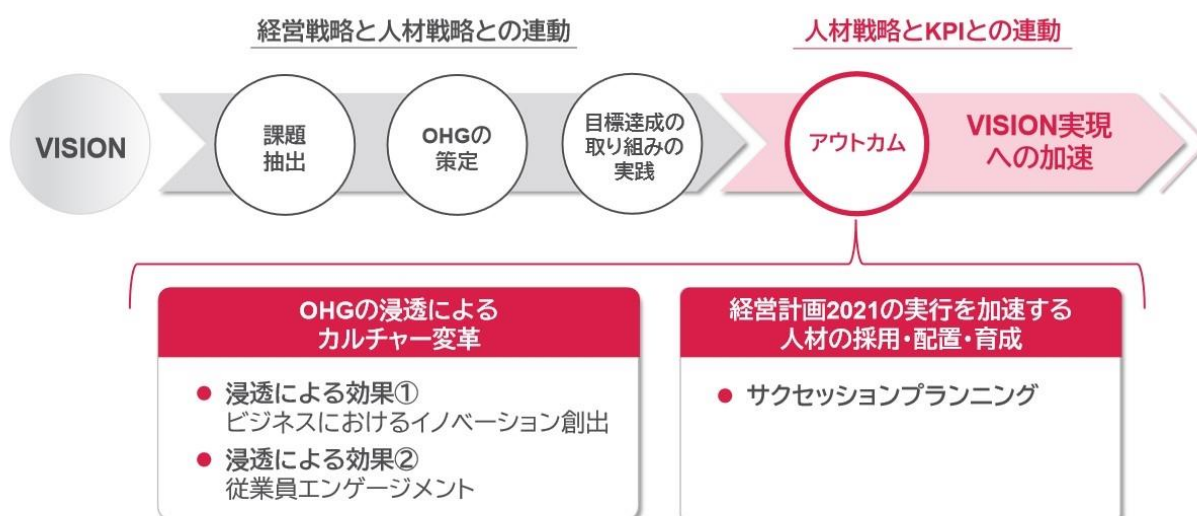 経営戦略と人材戦略との連動
人材戦略とKPIとの連動
VISION
課題
抽出
OHGの
策定
目標達成の
取り組みの
実践
アウトカム
VISION実現
への加速
OHGの浸透による
カルチャー変革
● 浸透による効果①
ビジネスにおけるイノベーション創出
● 浸透による効果②
従業員エンゲージメント
経営計画2021の実行を加速する
人材の採用・配置・育成
● サクセッションプランニング